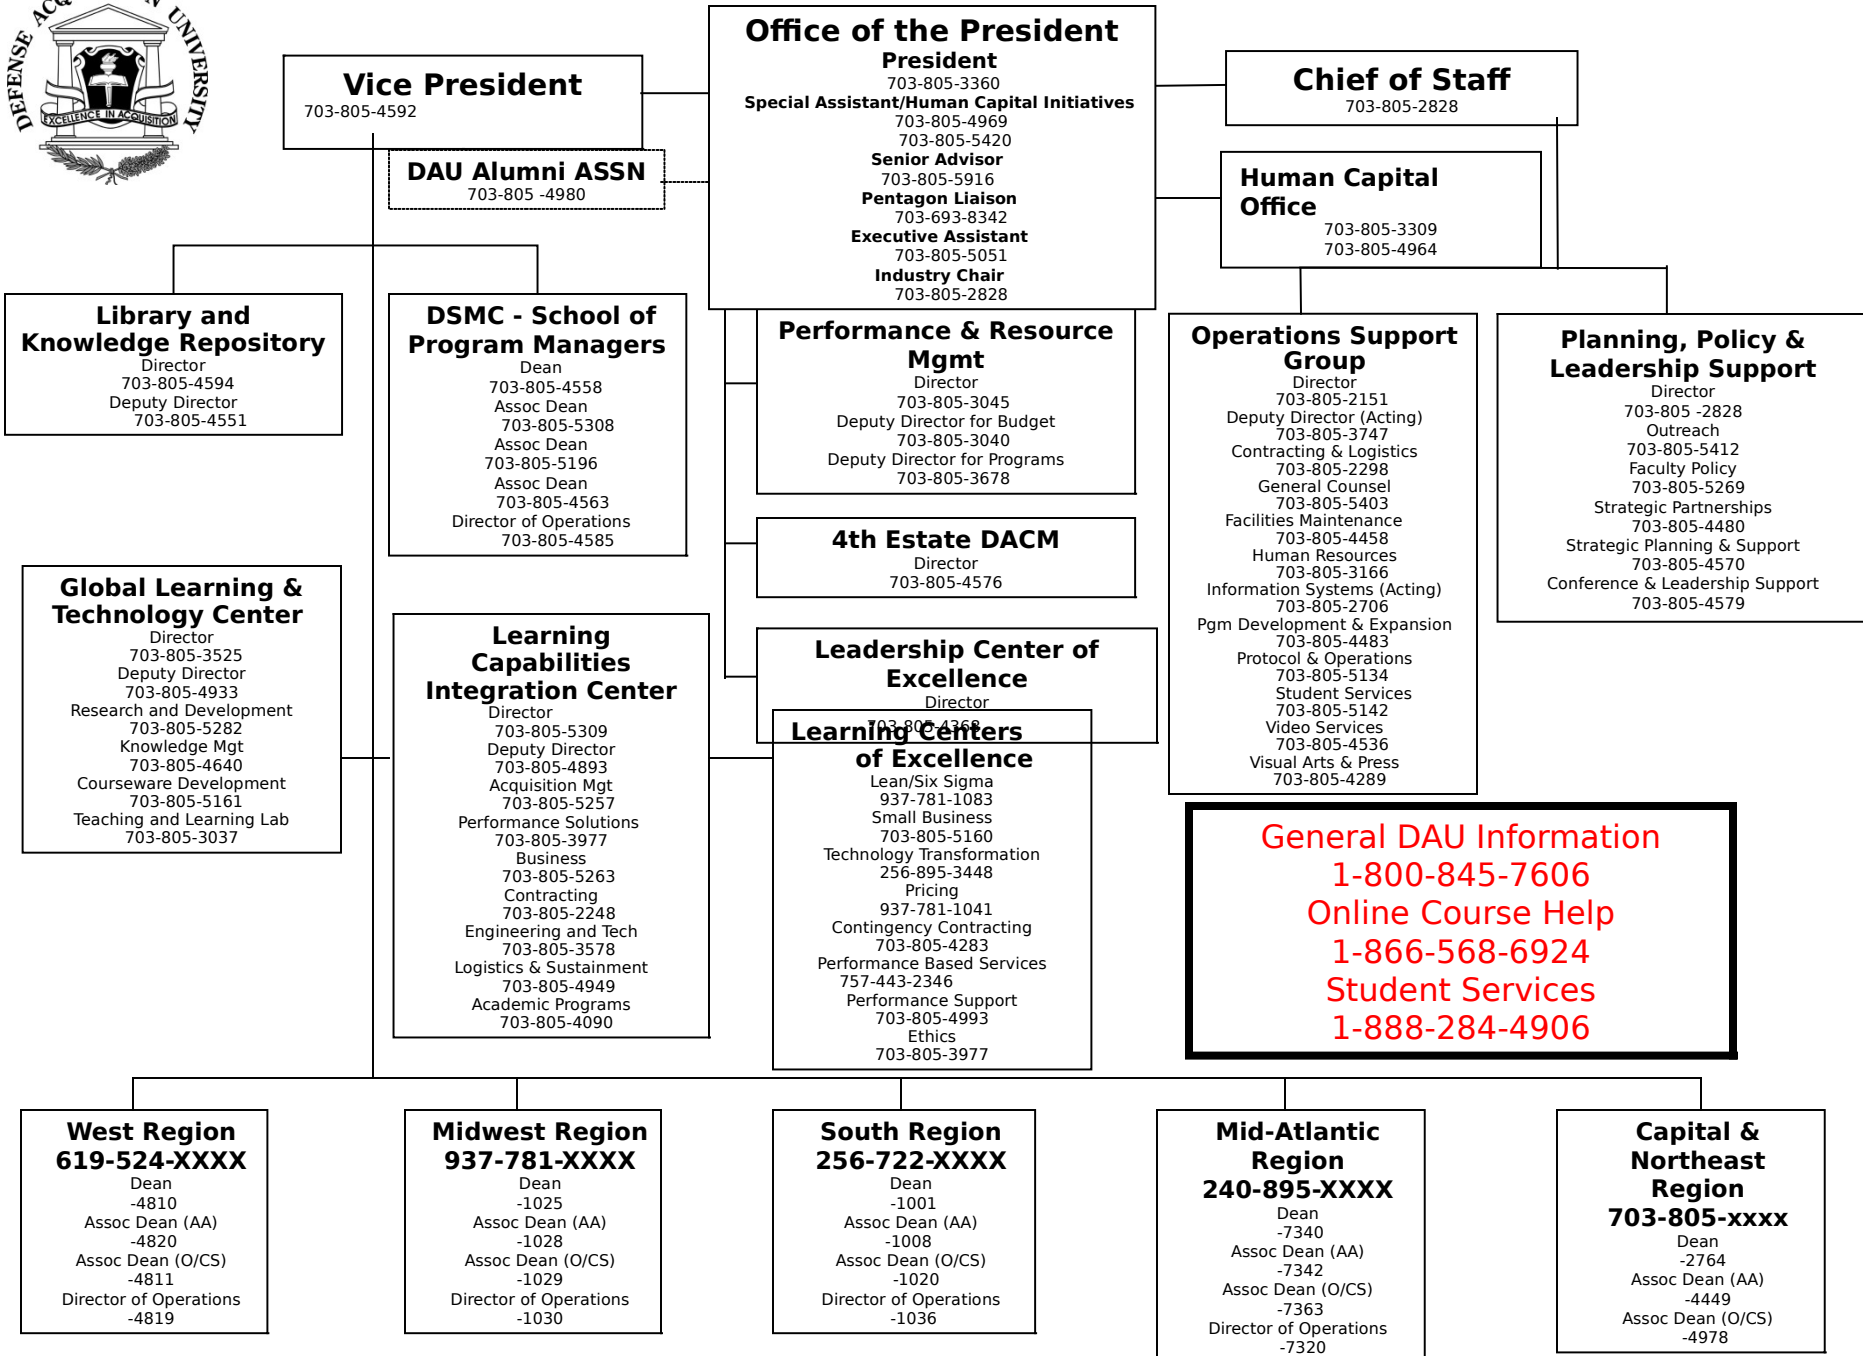 DEFENSE ACQUISITION UNIVERSITY
EXCELLENCE IN ACQUISITION
Vice President
703-805-4592
DAU Alumni ASSN
703-805 -4980
Office of the President
President
703-805-3360
Special Assistant/Human Capital Initiatives
703-805-4969
703-805-5420
Senior Advisor
703-805-5916
Pentagon Liaison
703-693-8342
Executive Assistant
703-805-5051
Industry Chair
703-805-2828
Chief of Staff
703-805-2828
Human Capital
Office
703-805-3309
703-805-4964
Library and
Knowledge Repository
Director
703-805-4594
Deputy Director
703-805-4551
DSMC - School of
Program Managers
Dean
703-805-4558
Assoc Dean
703-805-5308
Assoc Dean
703-805-5196
Assoc Dean
703-805-4563
Director of Operations
703-805-4585
Performance & Resource
Mgmt
Director
703-805-3045
Deputy Director for Budget
703-805-3040
Deputy Director for Programs
703-805-3678
4th Estate DACM
Director
703-805-4576
Leadership Center of
Excellence
Director
703-805-4368
Operations Support
Group
Director
703-805-2151
Deputy Director (Acting)
703-805-3747
Contracting & Logistics
703-805-2298
General Counsel
703-805-5403
Facilities Maintenance
703-805-4458
Human Resources
703-805-3166
Information Systems (Acting)
703-805-2706
Pgm Development & Expansion
703-805-4483
Protocol & Operations
703-805-5134
Student Services
703-805-5142
Video Services
703-805-4536
Visual Arts & Press
703-805-4289
Planning, Policy &
Leadership Support
Director
703-805 -2828
Outreach
703-805-5412
Faculty Policy
703-805-5269
Strategic Partnerships
703-805-4480
Strategic Planning & Support
703-805-4570
Conference & Leadership Support
703-805-4579
Global Learning &
Technology Center
Director
703-805-3525
Deputy Director
703-805-4933
Research and Development
703-805-5282
Knowledge Mgt
703-805-4640
Courseware Development
703-805-5161
Teaching and Learning Lab
703-805-3037
Learning
Capabilities
Integration Center
Director
703-805-5309
Deputy Director
703-805-4893
Acquisition Mgt
703-805-5257
Performance Solutions
703-805-3977
Business
703-805-5263
Contracting
703-805-2248
Engineering and Tech
703-805-3578
Logistics & Sustainment
703-805-4949
Academic Programs
703-805-4090
Learning Centers
of Excellence
Lean/Six Sigma
937-781-1083
Small Business
703-805-5160
Technology Transformation
256-895-3448
Pricing
937-781-1041
Contingency Contracting
703-805-4283
Performance Based Services
757-443-2346
Performance Support
703-805-4993
Ethics
703-805-3977
General DAU Information
1-800-845-7606
Online Course Help
1-866-568-6924
Student Services
1-888-284-4906
West Region
619-524-XXXX
Dean
-4810
Assoc Dean (AA)
-4820
Assoc Dean (O/CS)
-4811
Director of Operations
-4819
Midwest Region
937-781-XXXX
Dean
-1025
Assoc Dean (AA)
-1028
Assoc Dean (O/CS)
-1029
Director of Operations
-1030
South Region
256-722-XXXX
Dean
-1001
Assoc Dean (AA)
-1008
Assoc Dean (O/CS)
-1020
Director of Operations
-1036
Mid-Atlantic
Region
240-895-XXXX
Dean
-7340
Assoc Dean (AA)
-7342
Assoc Dean (O/CS)
-7363
Director of Operations
-7320
Capital &
Northeast
Region
703-805-xxxx
Dean
-2764
Assoc Dean (AA)
-4449
Assoc Dean (O/CS)
-4978